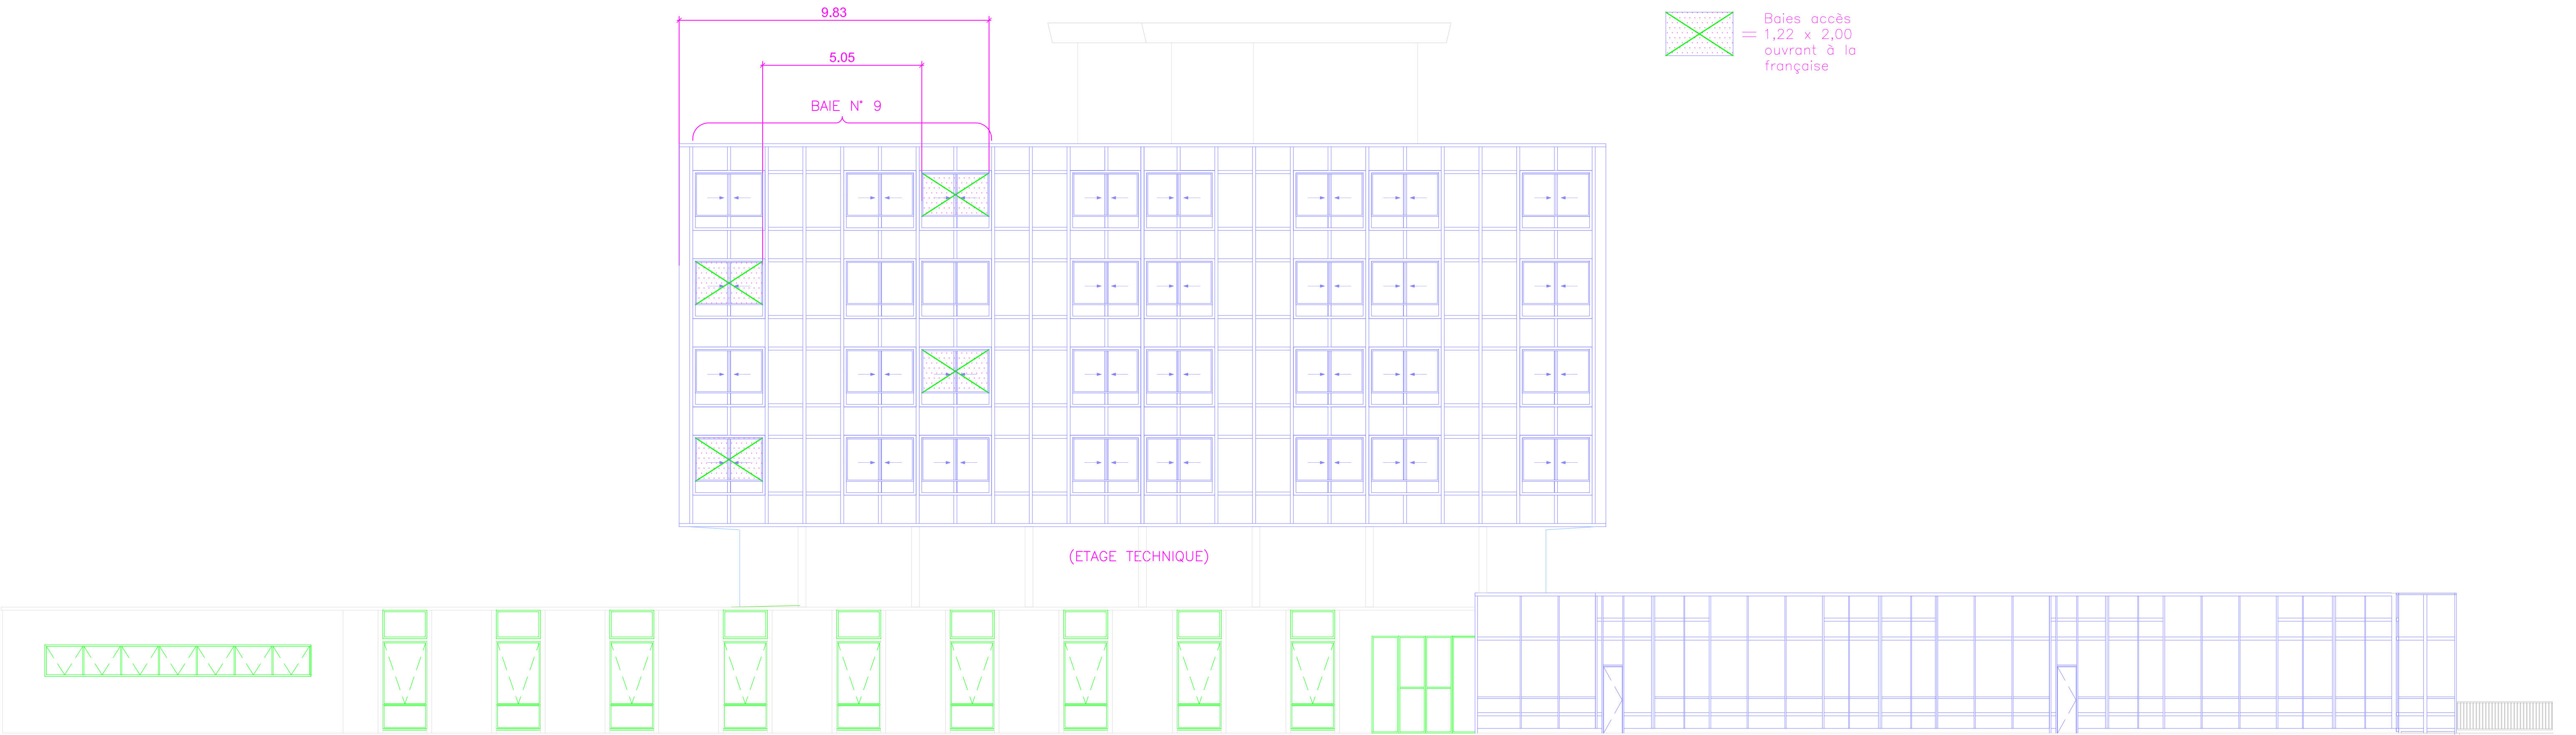 9.83
5.05
BAIE N° 9
Baies accès
= 1,22 x 2,00
ouvrant à la
française
(ETAGE TECHNIQUE)